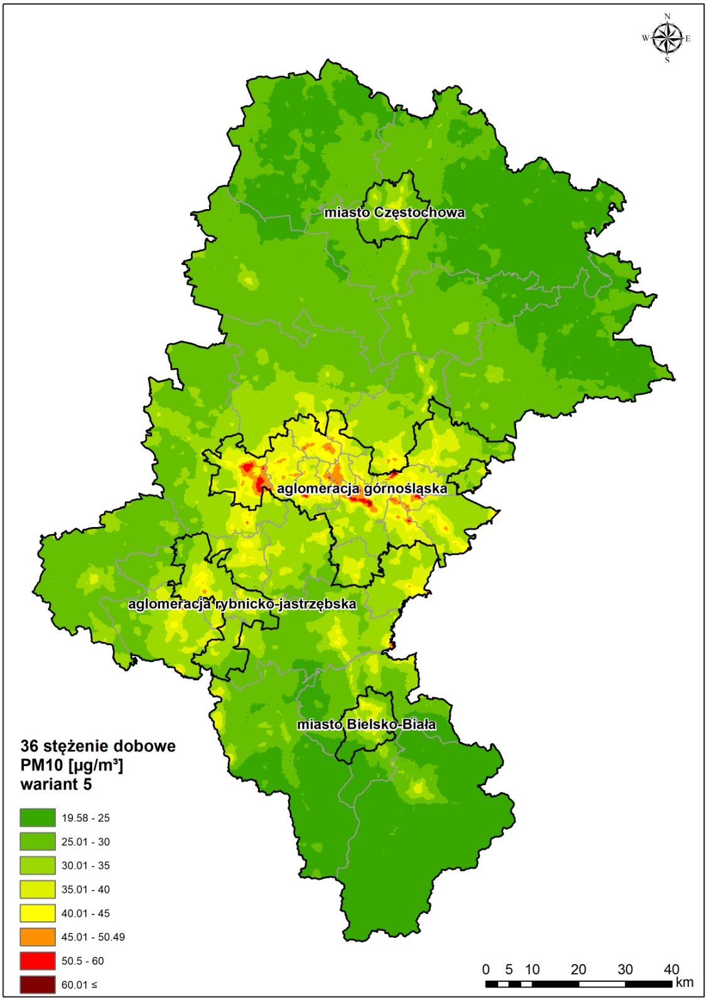 N
W
E
S
miasto Częstochowa
aglomeracja górnośląska
aglomeracja rybnicko-jastrzębska
miasto Bielsko-Biała
36 stężenie dobowe
PM10 [µg/m³]
wariant 5
19.58 - 25
25.01 - 30
30.01 - 35
35.01 - 40
40.01 - 45
45.01 - 50.49
50.5 - 60
60.01 ≤
0 5 10 20 30 40
km